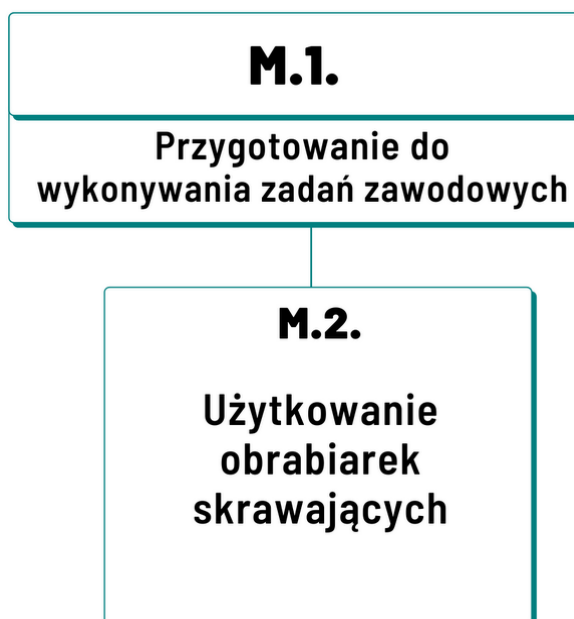 M.1.
Przygotowanie do
wykonywania zadań zawodowych
M.2.
Użytkowanie
obrabiarek
skrawających